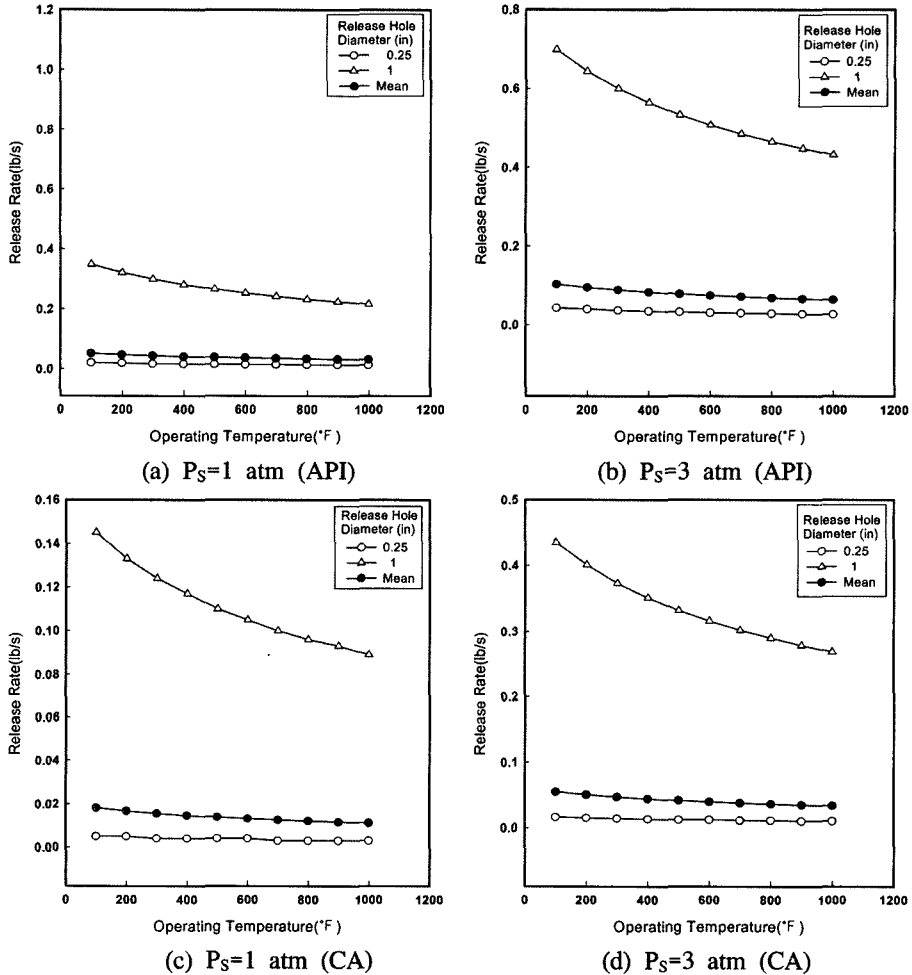 1.2
1.0
0.8
0.6
0.4
0.2
0.0
Release Rate(lb/s)
Release Hole
Diameter (in)
0.25
1
Mean
0 200 400 600 800 1000 1200
Operating Temperature(°F )
(a) PS=1 atm (API)
0.8
0.6
0.4
0.2
0.0
Release Rate(lb/s)
Release Hole
Diameter (in)
0.25
1
Mean
0 200 400 600 800 1000 1200
Operating Temperature(°F )
(b) PS=3 atm (API)
0.16
0.14
0.12
0.10
0.08
0.06
0.04
0.02
0.00
Release Rate(lb/s)
Release Hole
Diameter (in)
0.25
1
Mean
0 200 400 600 800 1000 1200
Operating Temperature(°F )
(c) PS=1 atm (CA)
0.5
0.4
0.3
0.2
0.1
0.0
Release Rate(lb/s)
Release Hole
Diameter (in)
0.25
1
Mean
0 200 400 600 800 1000 1200
Operating Temperature(°F )
(d) PS=3 atm (CA)